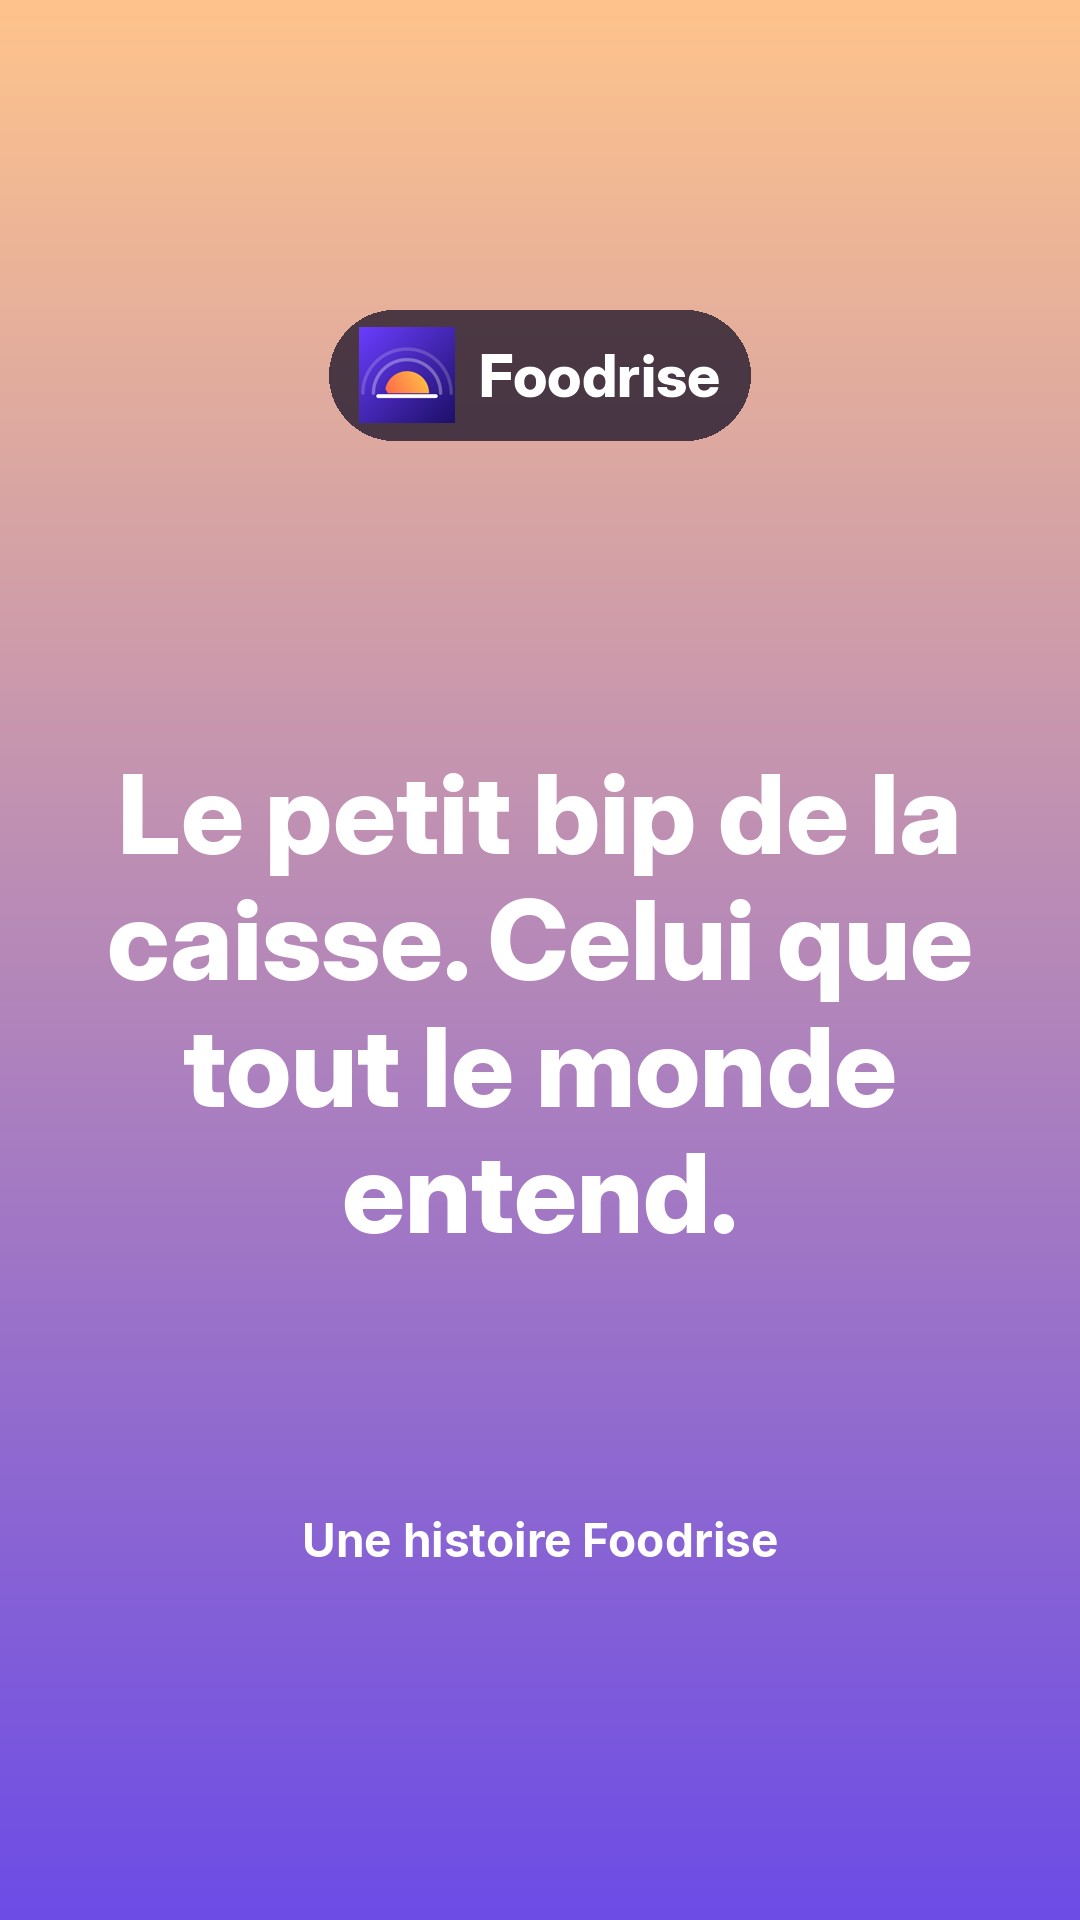 Foodrise
Le petit bip de la
caisse. Celui que
tout le monde
entend.
Une histoire Foodrise